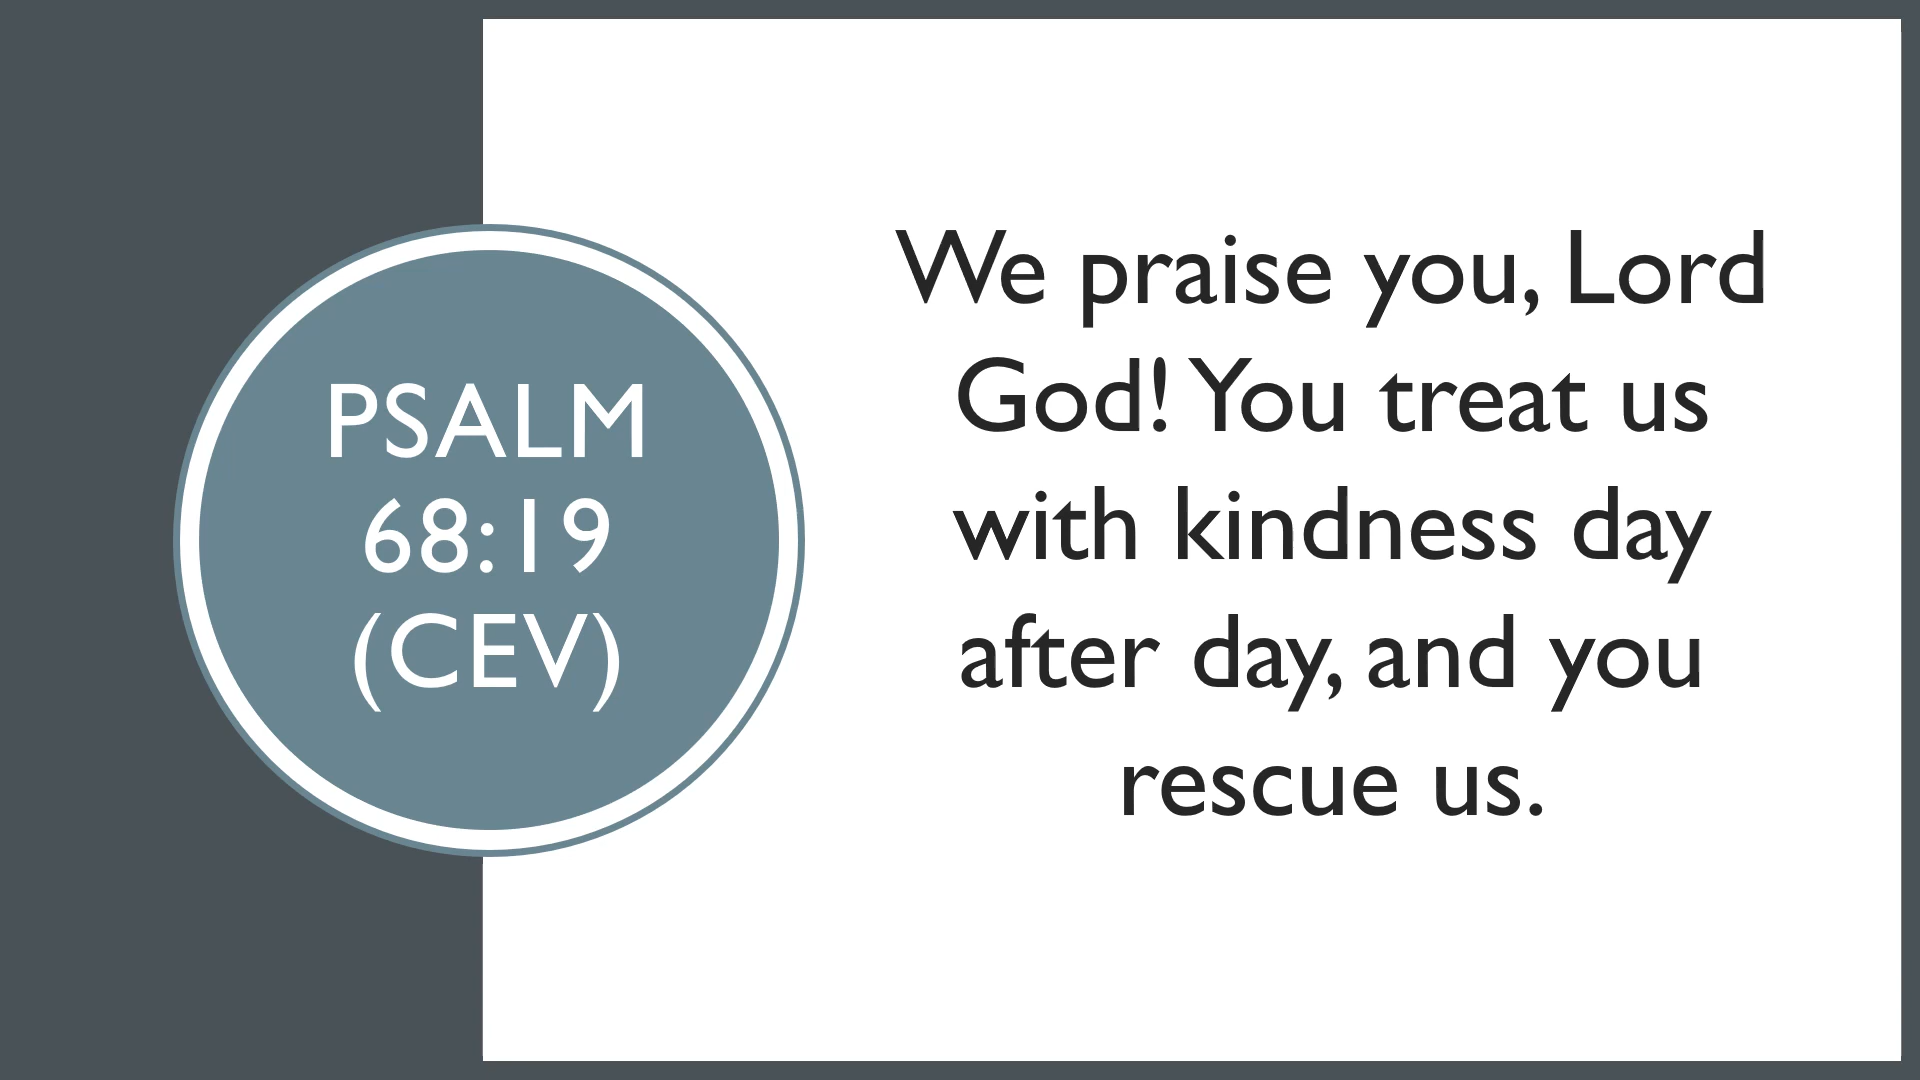 PSALM
68:19
(CEV)
We praise you, Lord
God! You treat us
with kindness day
after day, and you
rescue us.